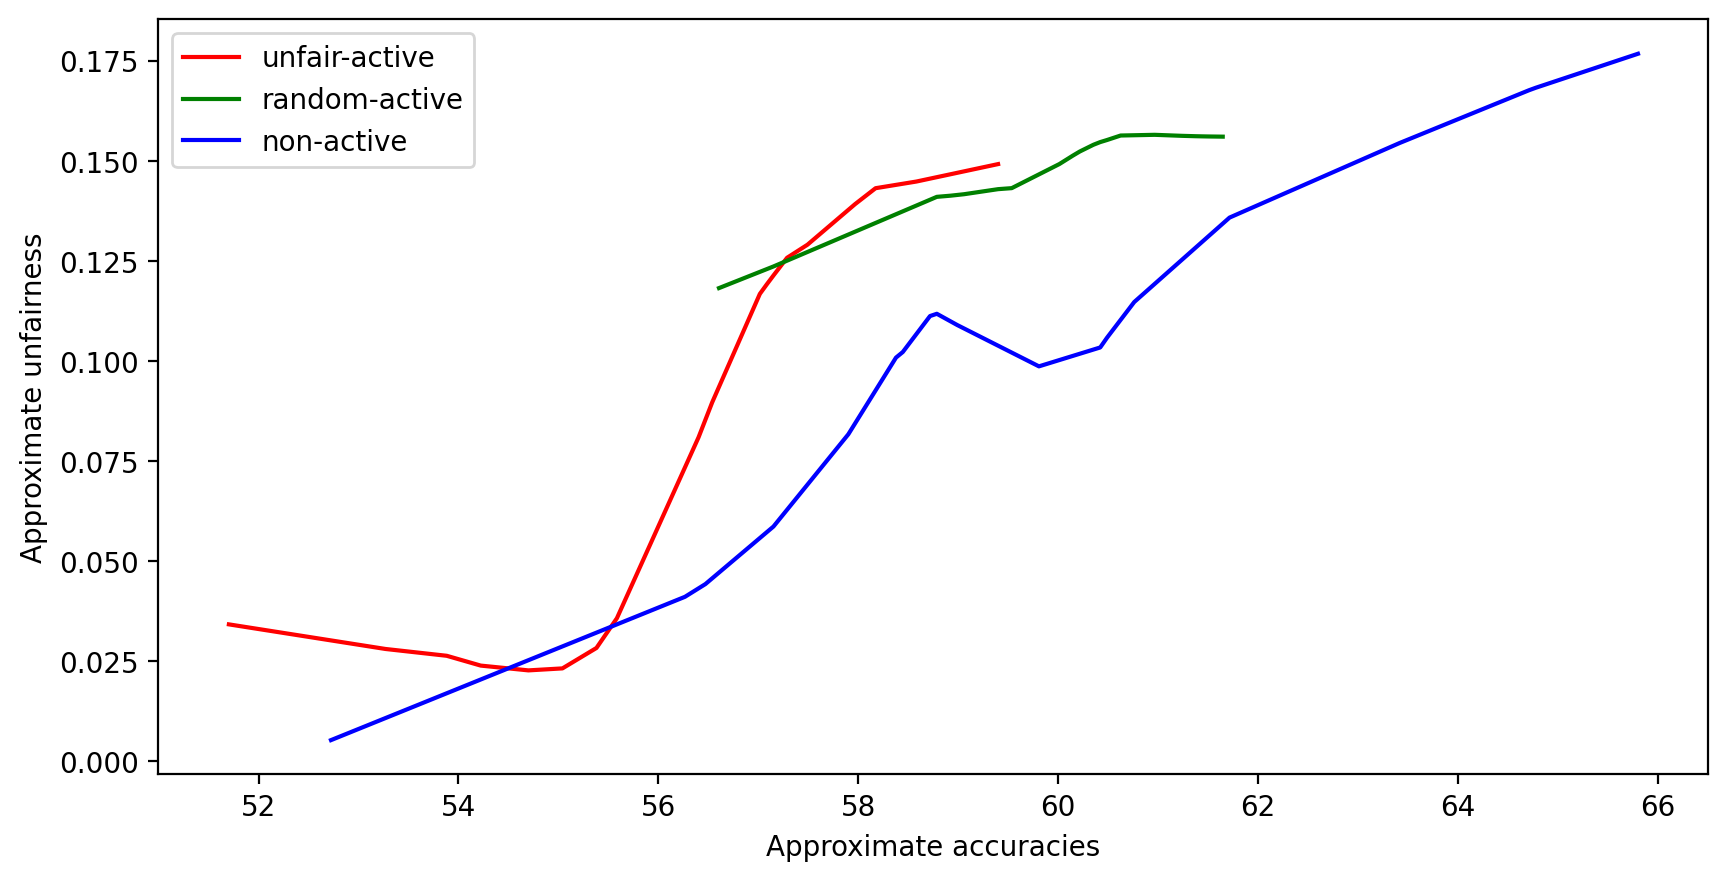 unfair-active
random-active
non-active
Approximate unfairness
0.175
0.150
0.125
0.100
0.075
0.050
0.025
0.000
52 54 56 58 60 62 64 66
Approximate accuracies